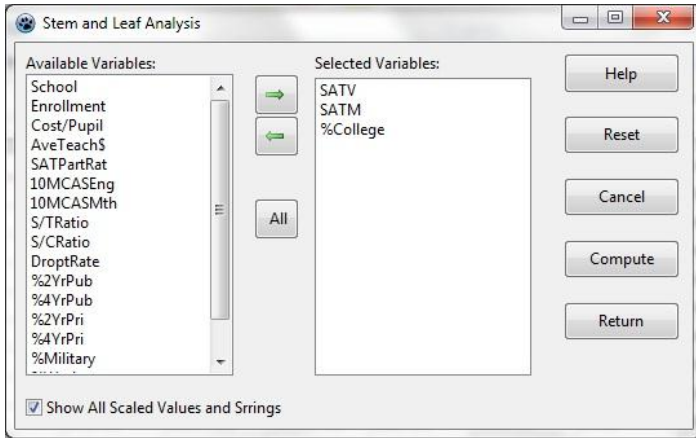 Stem and Leaf Analysis
Available Variables:
School
Enrollment
Cost/Pupil
AveTeach$
SATPartRat
10MCASEng
10MCASMth
S/TRatio
S/CRatio
DroptRate
%2YrPub
%4YrPub
%2YrPri
%4YrPri
%Military
All
Selected Variables:
SATV
SATM
%College
Help
Reset
Cancel
Compute
Return
Show All Scaled Values and Srrings